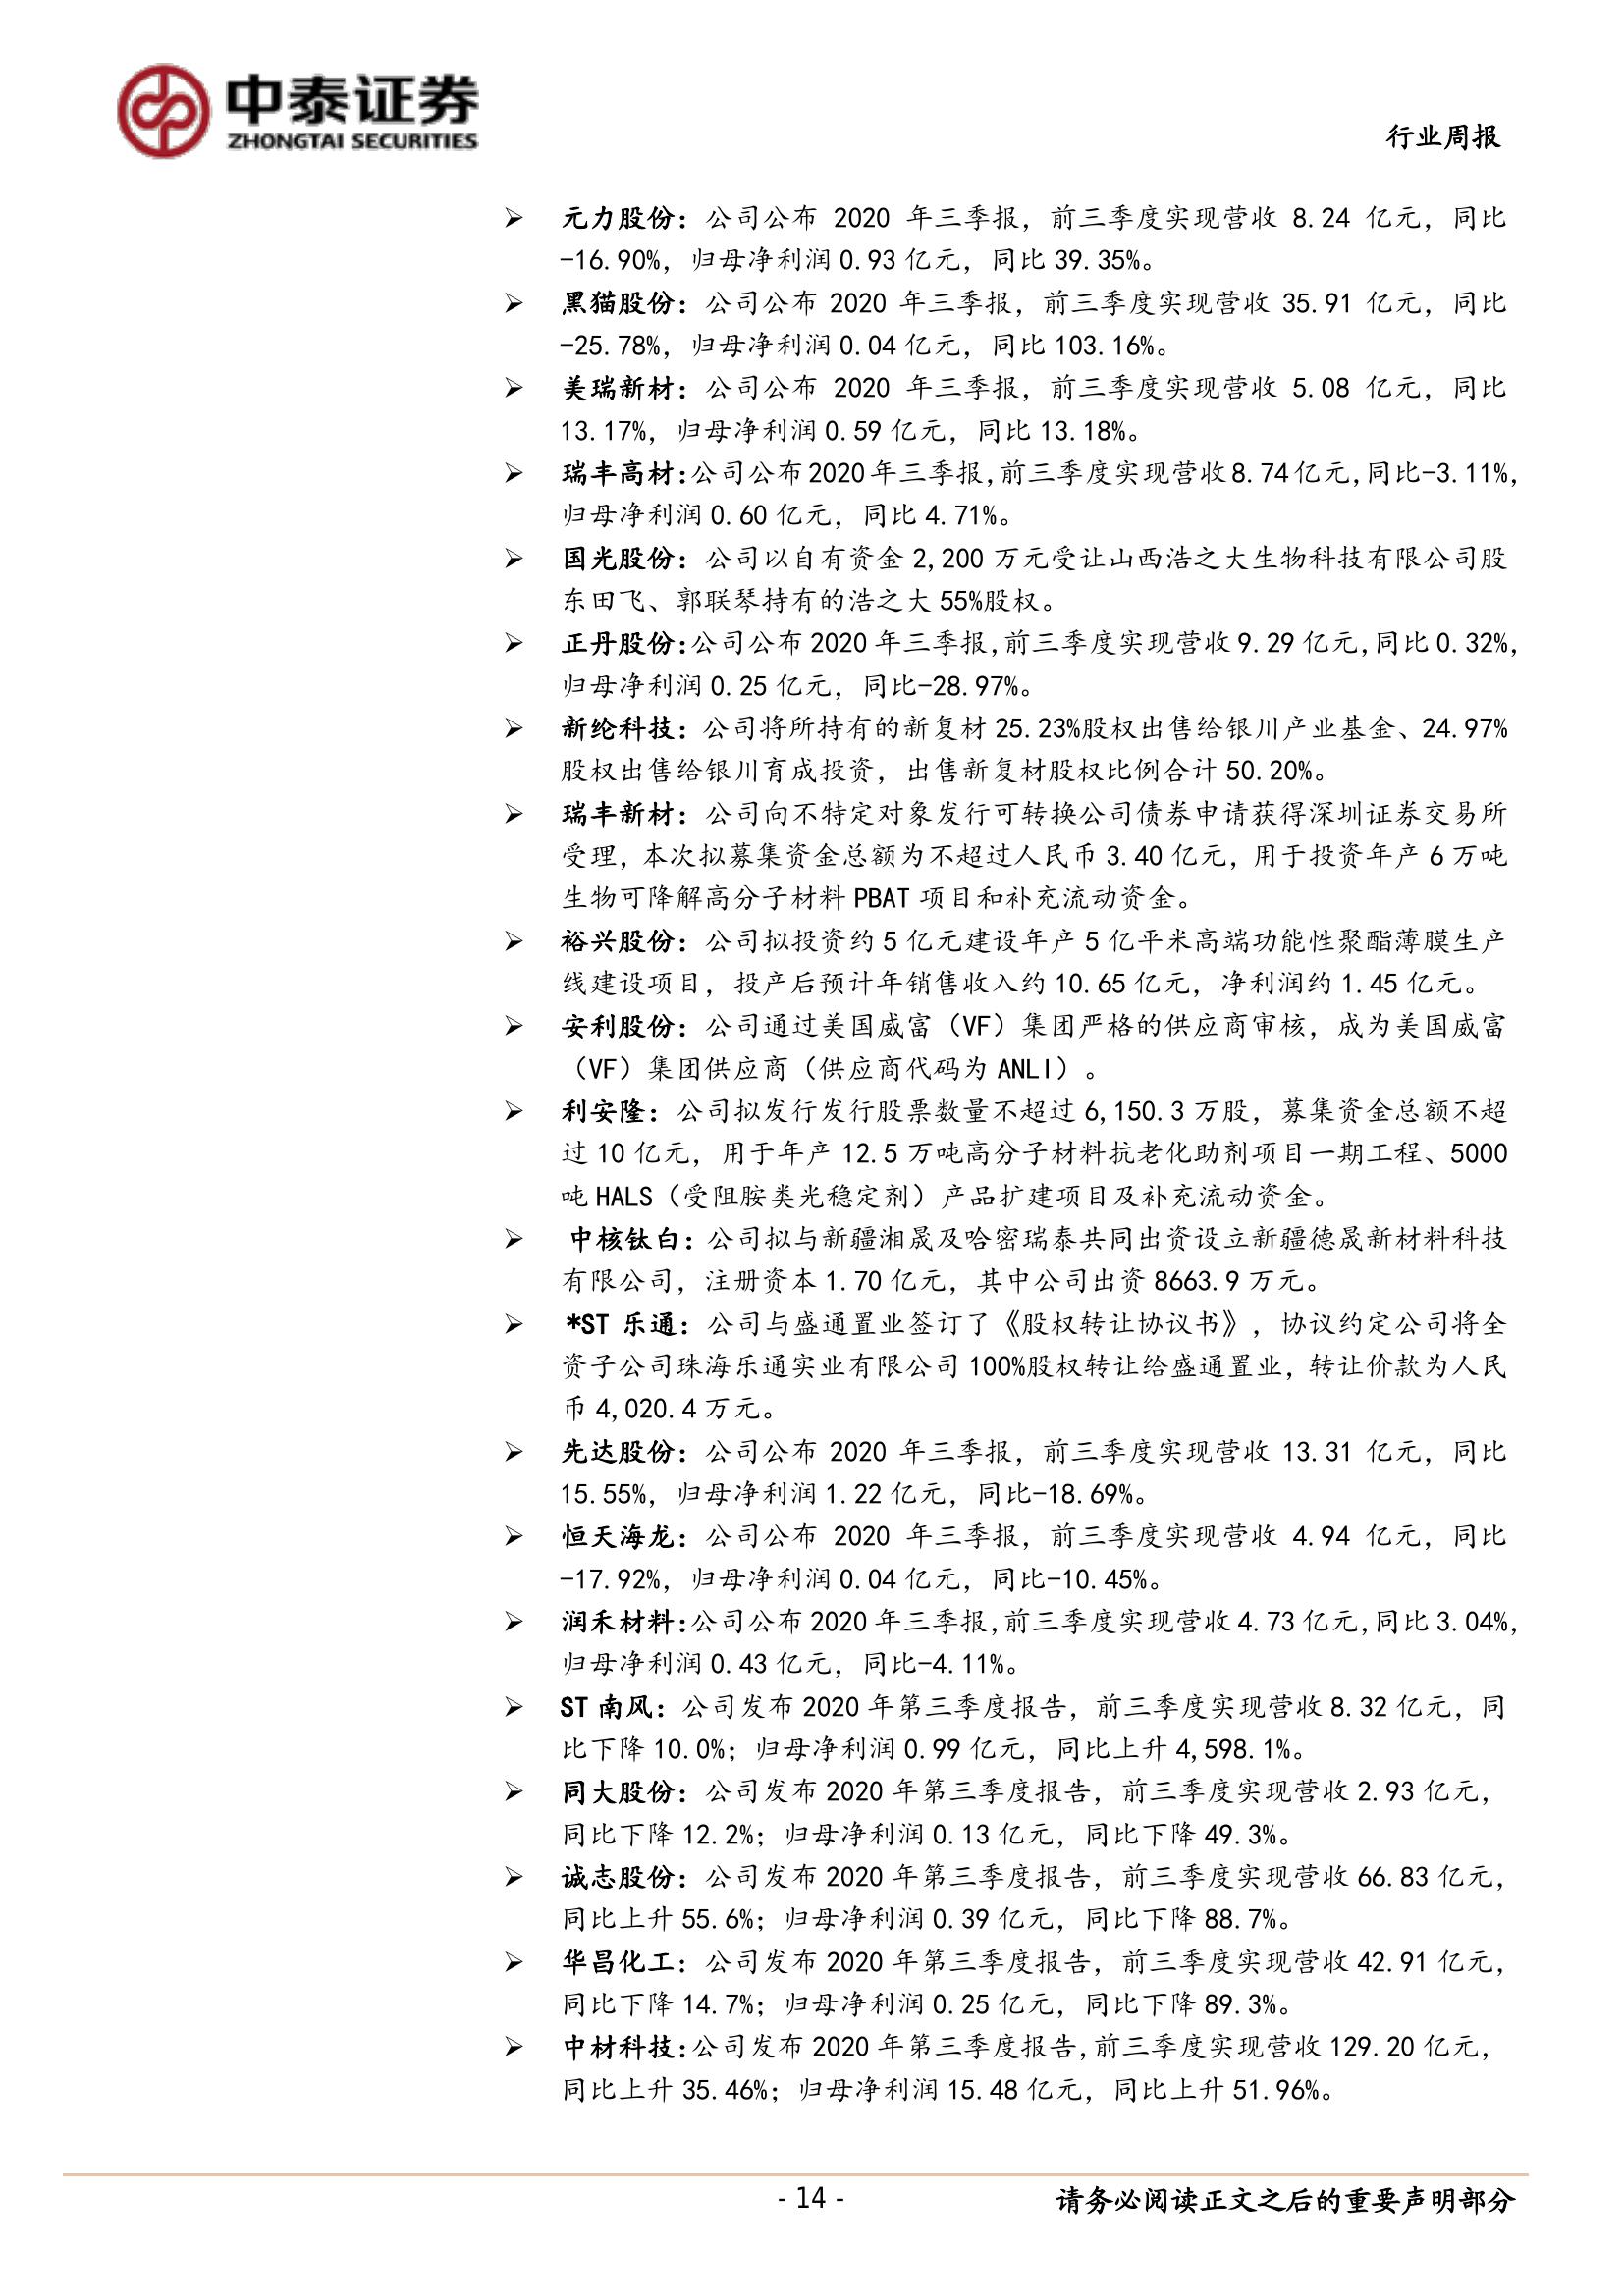 中泰证券
ZHONGTAI SECURITIES
行业周报
➢ 元力股份：公司公布 2020 年三季报，前三季度实现营收 8.24 亿元，同比
-16.90%，归母净利润 0.93 亿元，同比 39.35%。
➢ 黑猫股份：公司公布 2020 年三季报，前三季度实现营收 35.91 亿元，同比
-25.78%，归母净利润 0.04 亿元，同比 103.16%。
➢ 美瑞新材：公司公布 2020 年三季报，前三季度实现营收 5.08 亿元，同比
13.17%，归母净利润 0.59 亿元，同比 13.18%。
➢ 瑞丰高材：公司公布 2020 年三季报，前三季度实现营收 8.74 亿元，同比-3.11%，
归母净利润 0.60 亿元，同比 4.71%。
➢ 国光股份：公司以自有资金 2,200 万元受让山西浩之大生物科技有限公司股
东田飞、郭联琴持有的浩之大 55%股权。
➢ 正丹股份：公司公布 2020 年三季报，前三季度实现营收 9.29 亿元，同比 0.32%，
归母净利润 0.25 亿元，同比-28.97%。
➢ 新纶科技：公司将所持有的新复材 25.23%股权出售给银川产业基金、24.97%
股权出售给银川育成投资，出售新复材股权比例合计 50.20%。
➢ 瑞丰新材：公司向不特定对象发行可转换公司债券申请获得深圳证券交易所
受理，本次拟募集资金总额为不超过人民币 3.40 亿元，用于投资年产 6 万吨
生物可降解高分子材料 PBAT 项目和补充流动资金。
➢ 裕兴股份：公司拟投资约 5 亿元建设年产 5 亿平米高端功能性聚酯薄膜生产
线建设项目，投产后预计年销售收入约 10.65 亿元，净利润约 1.45 亿元。
➢ 安利股份：公司通过美国威富（VF）集团严格的供应商审核，成为美国威富
（VF）集团供应商（供应商代码为 ANLI）。
➢ 利安隆：公司拟发行发行股票数量不超过 6,150.3 万股，募集资金总额不超
过 10 亿元，用于年产 12.5 万吨高分子材料抗老化助剂项目一期工程、5000
吨 HALS（受阻胺类光稳定剂）产品扩建项目及补充流动资金。
➢ 中核钛白：公司拟与新疆湘晟及哈密瑞泰共同出资设立新疆德晟新材料科技
有限公司，注册资本 1.70 亿元，其中公司出资 8663.9 万元。
➢ *ST 乐通：公司与盛通置业签订了《股权转让协议书》，协议约定公司将全
资子公司珠海乐通实业有限公司 100%股权转让给盛通置业，转让价款为人民
币 4,020.4 万元。
➢ 先达股份：公司公布 2020 年三季报，前三季度实现营收 13.31 亿元，同比
15.55%，归母净利润 1.22 亿元，同比-18.69%。
➢ 恒天海龙：公司公布 2020 年三季报，前三季度实现营收 4.94 亿元，同比
-17.92%，归母净利润 0.04 亿元，同比-10.45%。
➢ 润禾材料：公司公布 2020 年三季报，前三季度实现营收 4.73 亿元，同比 3.04%，
归母净利润 0.43 亿元，同比-4.11%。
➢ ST 南风：公司发布 2020 年第三季度报告，前三季度实现营收 8.32 亿元，同
比下降 10.0%；归母净利润 0.99 亿元，同比上升 4,598.1%。
➢ 同大股份：公司发布 2020 年第三季度报告，前三季度实现营收 2.93 亿元，
同比下降 12.2%；归母净利润 0.13 亿元，同比下降 49.3%。
➢ 诚志股份：公司发布 2020 年第三季度报告，前三季度实现营收 66.83 亿元，
同比上升 55.6%；归母净利润 0.39 亿元，同比下降 88.7%。
➢ 华昌化工：公司发布 2020 年第三季度报告，前三季度实现营收 42.91 亿元，
同比下降 14.7%；归母净利润 0.25 亿元，同比下降 89.3%。
➢ 中材科技：公司发布 2020 年第三季度报告，前三季度实现营收 129.20 亿元，
同比上升 35.46%；归母净利润 15.48 亿元，同比上升 51.96%。
- 14 -
请务必阅读正文之后的重要声明部分